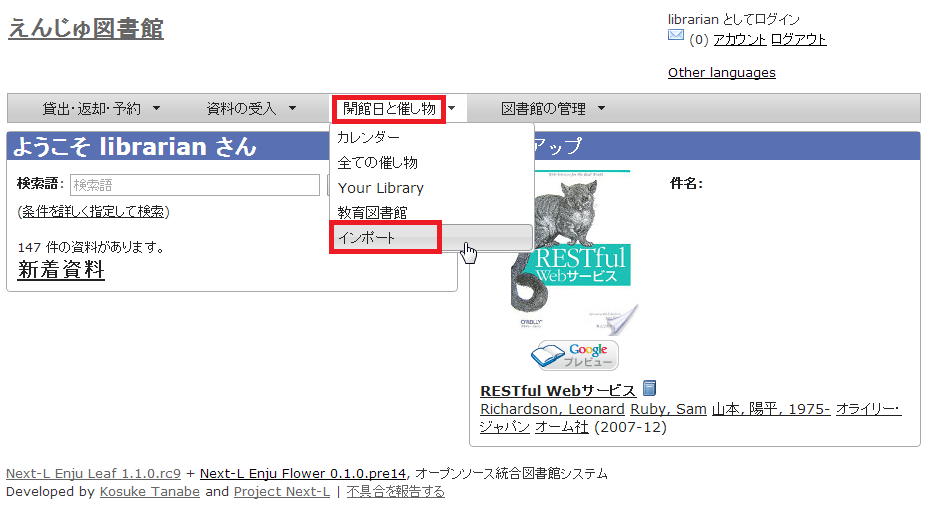 えんじゅ図書館
librarian としてログイン
(0) アカウント ログアウト
Other languages
貸出・返却・予約 ▼ 資料の受入 ▼ 開館日と催し物 ▼ 図書館の管理 ▼
ようこそ librarian さん
アップ
カレンダー
全ての催し物
Your Library
教育図書館
インポート
検索語: 検索語
(条件を詳しく指定して検索)
147 件の資料があります。
新着資料
件名:
RESTful
Webサービス
O'REILLY
Google
プレビュー
RESTful Webサービス
Richardson, Leonard Ruby, Sam 山本, 陽平, 1975- オライリー・
ジャパン オーム社 (2007-12)
Next-L Enju Leaf 1.1.0.rc9 + Next-L Enju Flower 0.1.0.pre14, オープンソース統合図書館システム
Developed by Kosuke Tanabe and Project Next-L | 不具合を報告する